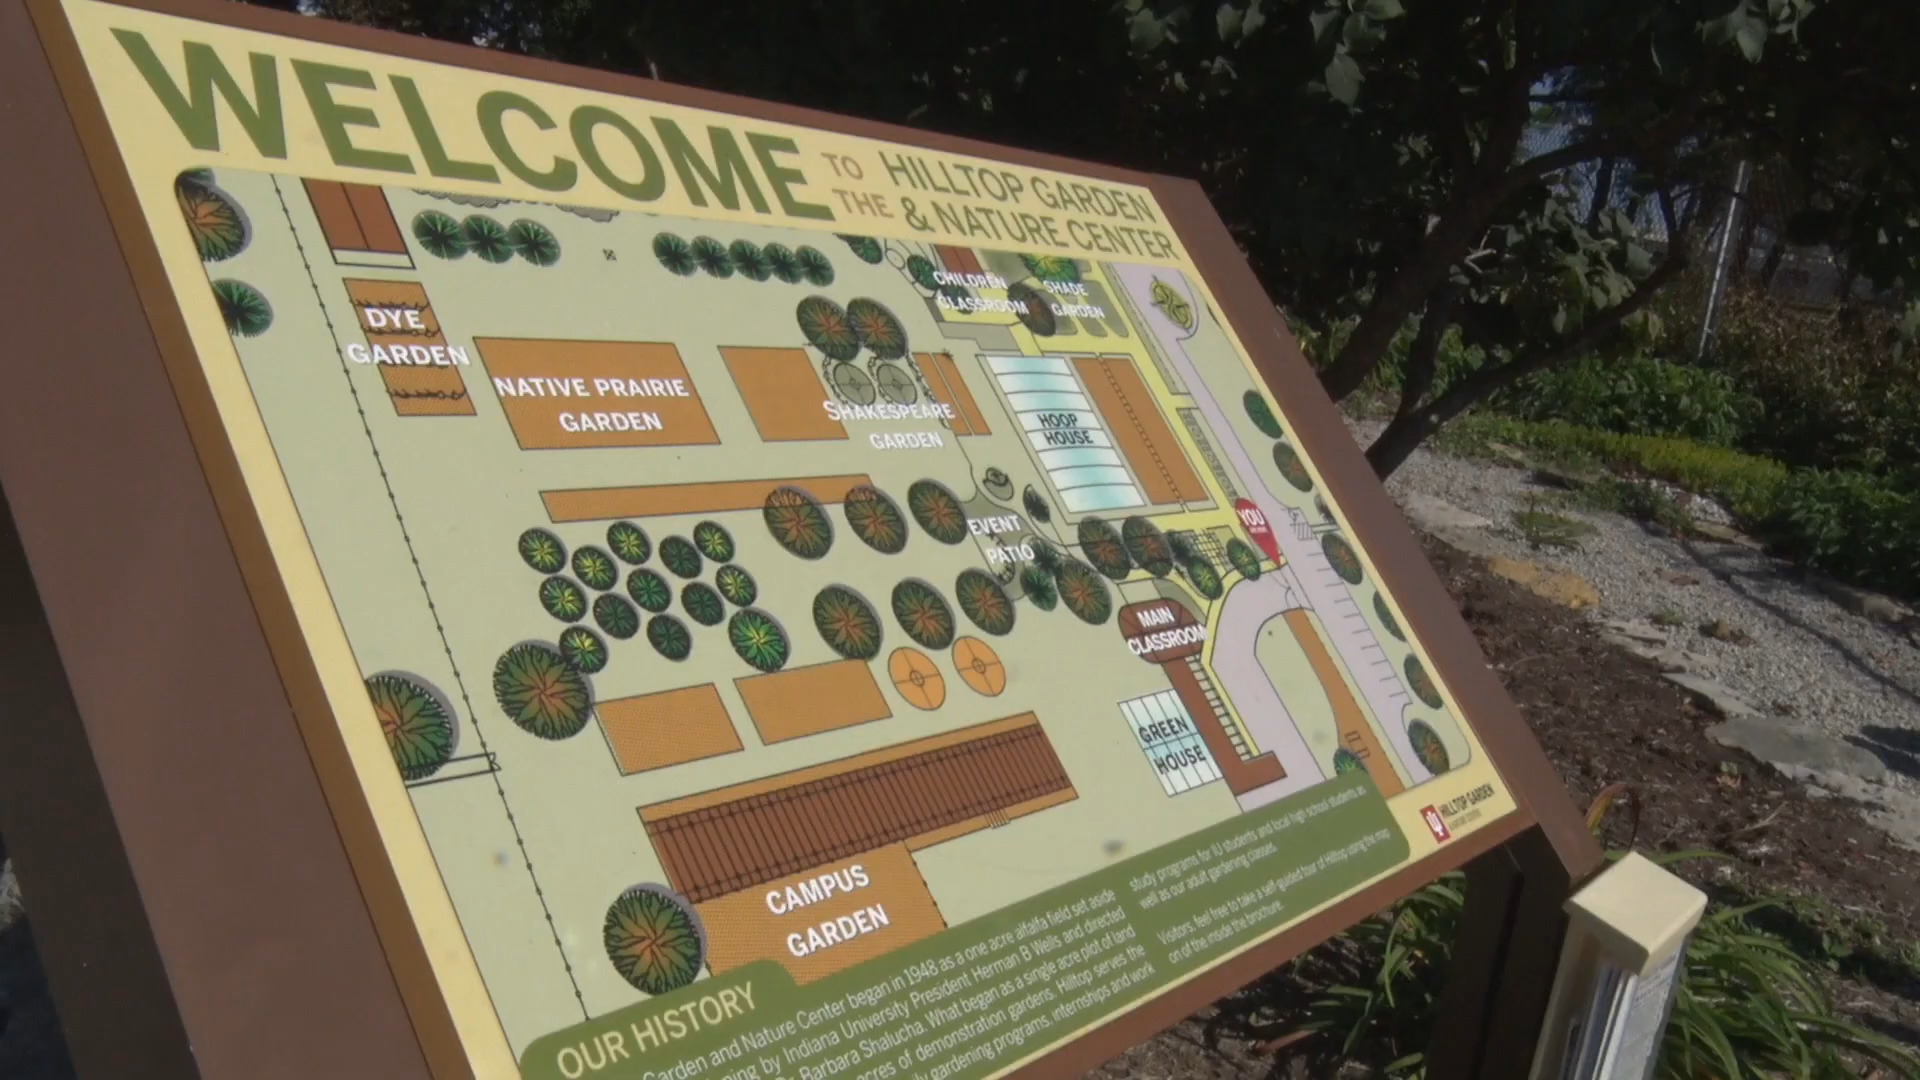 WELCOME TO THE HILLTOP GARDEN & NATURE CENTER
DYE
GARDEN
NATIVE PRAIRIE
GARDEN
SHAKESPEARE
GARDEN
CHILDREN
CLASSROOM
SHADE
GARDEN
HOOP
HOUSE
EVENT
PATIO
YOU
MAIN
CLASSROOM
GREEN
HOUSE
CAMPUS
GARDEN
OUR HISTORY
Garden and Nature Center began in 1948 as a one acre alfalfa field set aside
by Indiana University President Herman B Wells and directed
Barbara Shalucha. What began as a single acre plot of land
acres of demonstration gardens. Hilltop serves the
gardening programs, internships and work
study programs for IU students and local high school students as
well as our adult gardening classes.
Visitors, feel free to take a self-guided tour of Hilltop using the map
on of the inside the brochure.
HILLTOP GARDEN